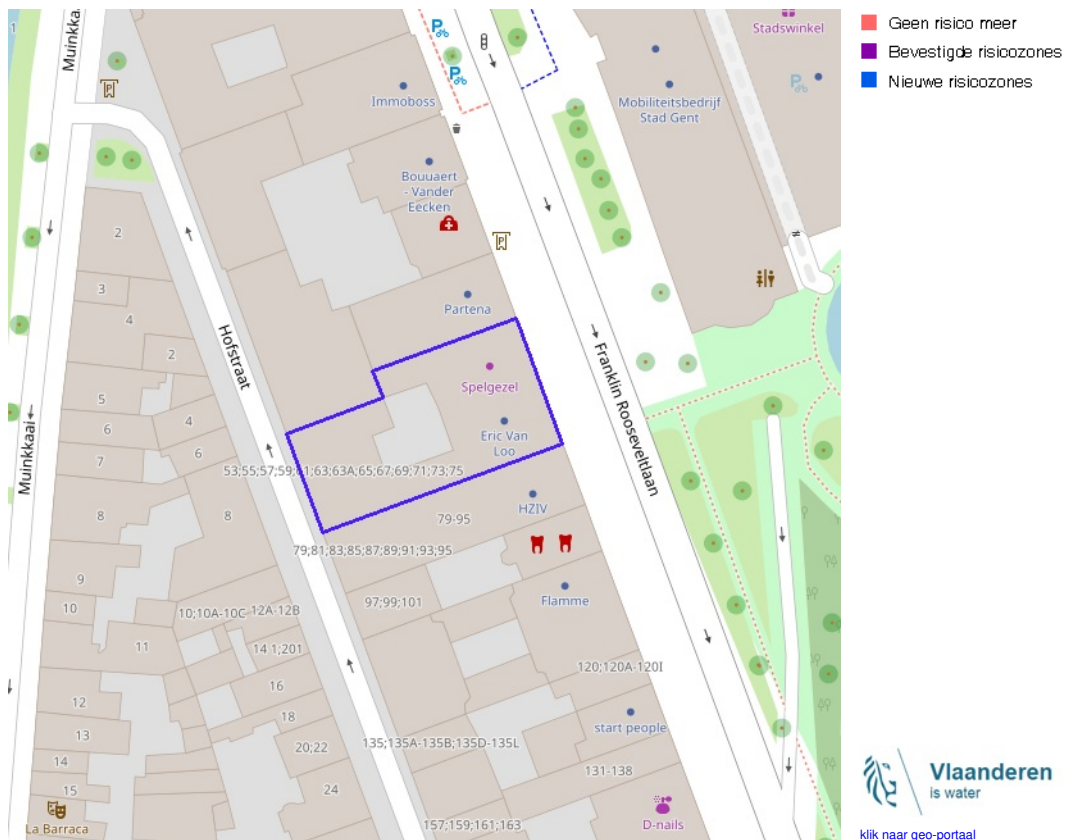 Muinkkaai
Stadswinkel
P
P
P
P
Immoboss
Mobiliteitsbedrijf
Stad Gent
Bouuaert
- Vander
Eecken
P
2
3
4
Partena
2
Hofstraat
Franklin Rooseveltlaan
5
Spelgezel
4
6
Muinkkaai
Eric Van
Loo
6
7
53;55;57;59;61;63;63A;65;67;69;71;73;75
HZIV
8
8
79-95
79;81;83;85;87;89;91;93;95
9
Flamme
10
97;99;101
10;10A-10C
12A-12B
11
14 1;201
120;120A-120I
16
12
18
start people
13
20;22
135;135A-135B;135D-135L
14
131-138
15
24
La Barraca
157;159;161;163
D-nails
Geen risico meer
Bevestigde risicozones
Nieuwe risicozones
Vlaanderen
is water
klik naar geo-portaal